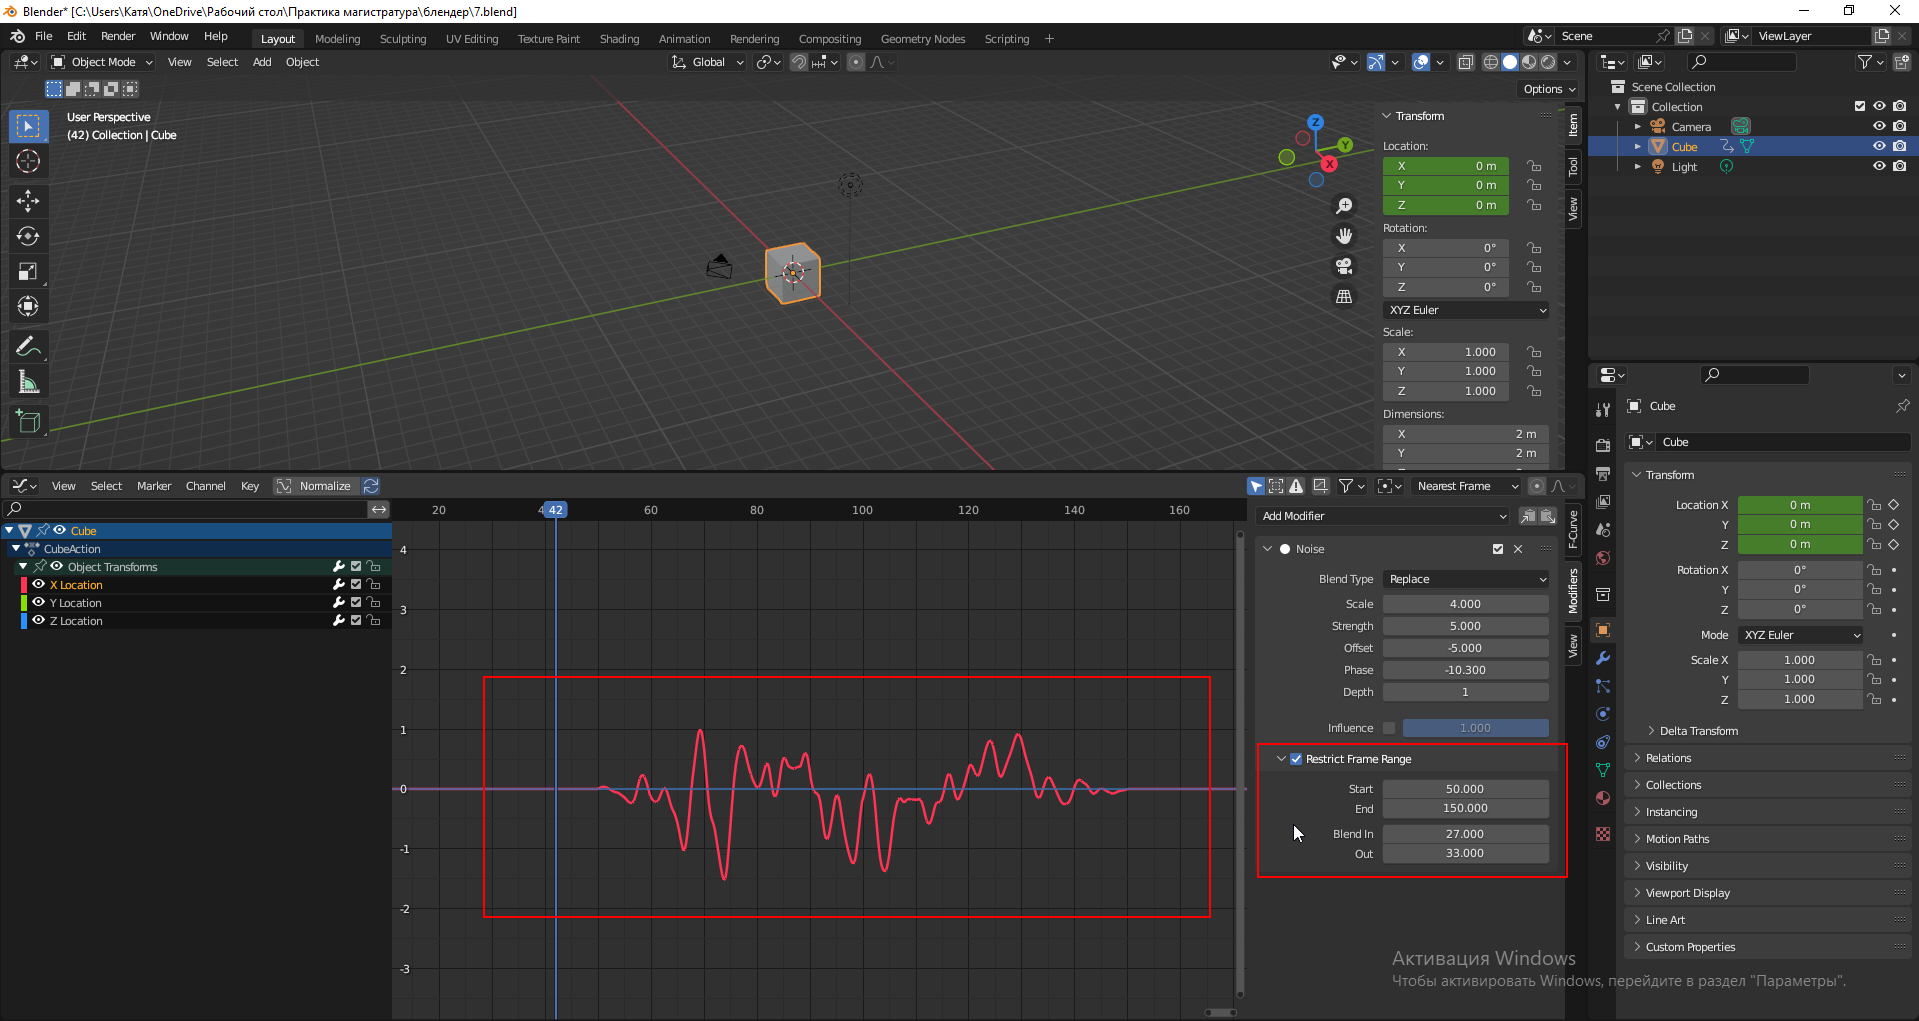 Blender* [C:\Users\Катя\OneDrive\Рабочий стол\Практика магистратура\блендер\7.blend]
File Edit Render Window Help Layout Modeling Sculpting UV Editing Texture Paint Shading Animation Rendering Compositing Geometry Nodes Scripting + Scene ViewLayer
Object Mode View Select Add Object Global
Options
User Perspective
(42) Collection | Cube
Z
Y
X
Transform
Location:
X 0 m
Y 0 m
Z 0 m
Rotation:
X 0°
Y 0°
Z 0°
XYZ Euler
Scale:
X 1.000
Y 1.000
Z 1.000
Dimensions:
X 2 m
Y 2 m
Item
Tool
View
Scene Collection
Collection
Camera
Cube
Light
Cube
Cube
Transform
Location X 0 m
Y 0 m
Z 0 m
Rotation X 0°
Y 0°
Z 0°
Mode XYZ Euler
Scale X 1.000
Y 1.000
Z 1.000
Delta Transform
Relations
Collections
Instancing
Motion Paths
Visibility
Viewport Display
Line Art
Custom Properties
View Select Marker Channel Key Normalize Nearest Frame
20 4 42 60 80 100 120 140 160
Cube
CubeAction
Object Transforms
X Location
Y Location
Z Location
4
3
2
1
0
-1
-2
-3
Add Modifier
Noise
Blend Type Replace
Scale 4.000
Strength 5.000
Offset -5.000
Phase -10.300
Depth 1
Influence 1.000
Restrict Frame Range
Start 50.000
End 150.000
Blend In 27.000
Out 33.000
F-Curve
Modifiers
View
Активация Windows
Чтобы активировать Windows, перейдите в раздел "Параметры".